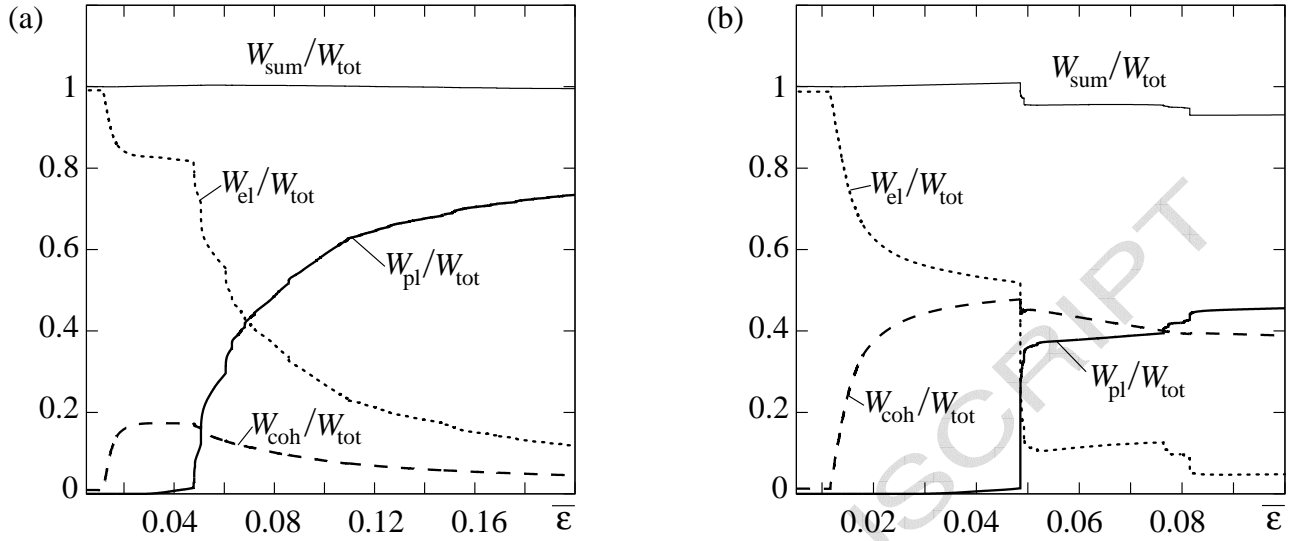 (a)
W_sum/W_tot
1
0.8
W_el/W_tot
0.6
W_pl/W_tot
0.4
0.2
W_coh/W_tot
0
0.04 0.08 0.12 0.16 ε̅
(b)
W_sum/W_tot
1
0.8
W_el/W_tot
0.6
0.4
W_pl/W_tot
0.2
W_coh/W_tot
0
0.02 0.04 0.06 0.08 ε̅
ISCRIPT